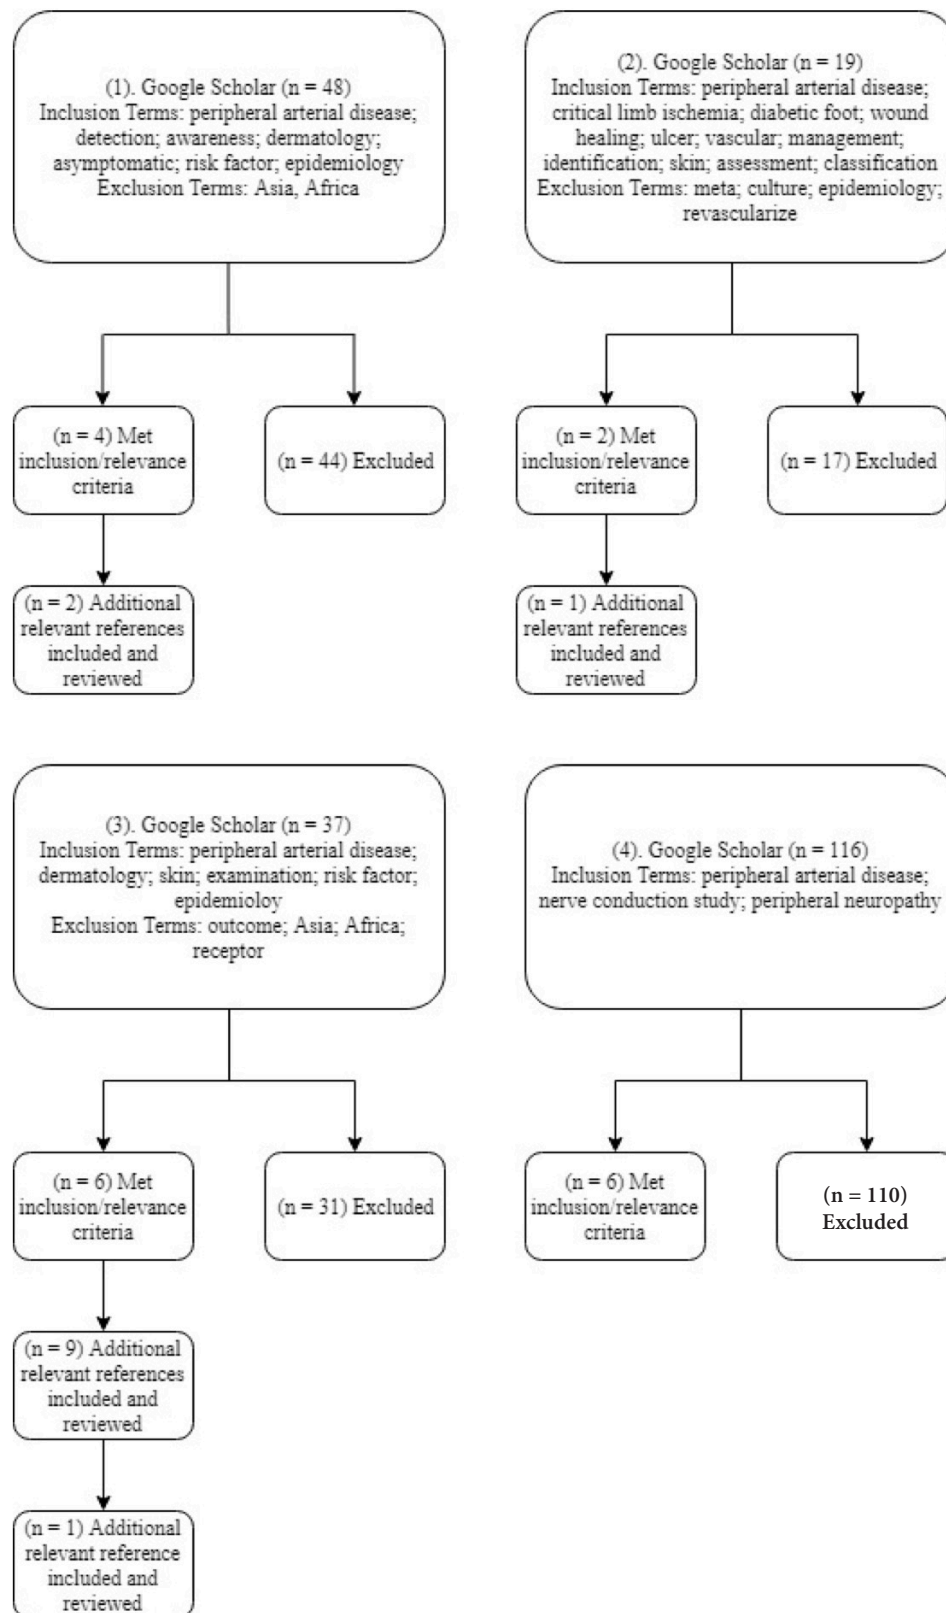 (1). Google Scholar (n = 48)
Inclusion Terms: peripheral arterial disease;
detection; awareness; dermatology;
asymptomatic; risk factor; epidemiology
Exclusion Terms: Asia, Africa
(2). Google Scholar (n = 19)
Inclusion Terms: peripheral arterial disease;
critical limb ischemia; diabetic foot; wound
healing; ulcer; vascular; management;
identification; skin; assessment; classification
Exclusion Terms: meta; culture; epidemiology;
revascularize
(n = 4) Met
inclusion/relevance
criteria
(n = 44) Excluded
(n = 2) Met
inclusion/relevance
criteria
(n = 17) Excluded
(n = 2) Additional
relevant references
included and
reviewed
(n = 1) Additional
relevant references
included and
reviewed
(3). Google Scholar (n = 37)
Inclusion Terms: peripheral arterial disease;
dermatology; skin; examination; risk factor;
epidemioloy
Exclusion Terms: outcome; Asia; Africa;
receptor
(4). Google Scholar (n = 116)
Inclusion Terms: peripheral arterial disease;
nerve conduction study; peripheral neuropathy
(n = 6) Met
inclusion/relevance
criteria
(n = 31) Excluded
(n = 6) Met
inclusion/relevance
criteria
(n = 110)
Excluded
(n = 9) Additional
relevant references
included and
reviewed
(n = 1) Additional
relevant reference
included and
reviewed